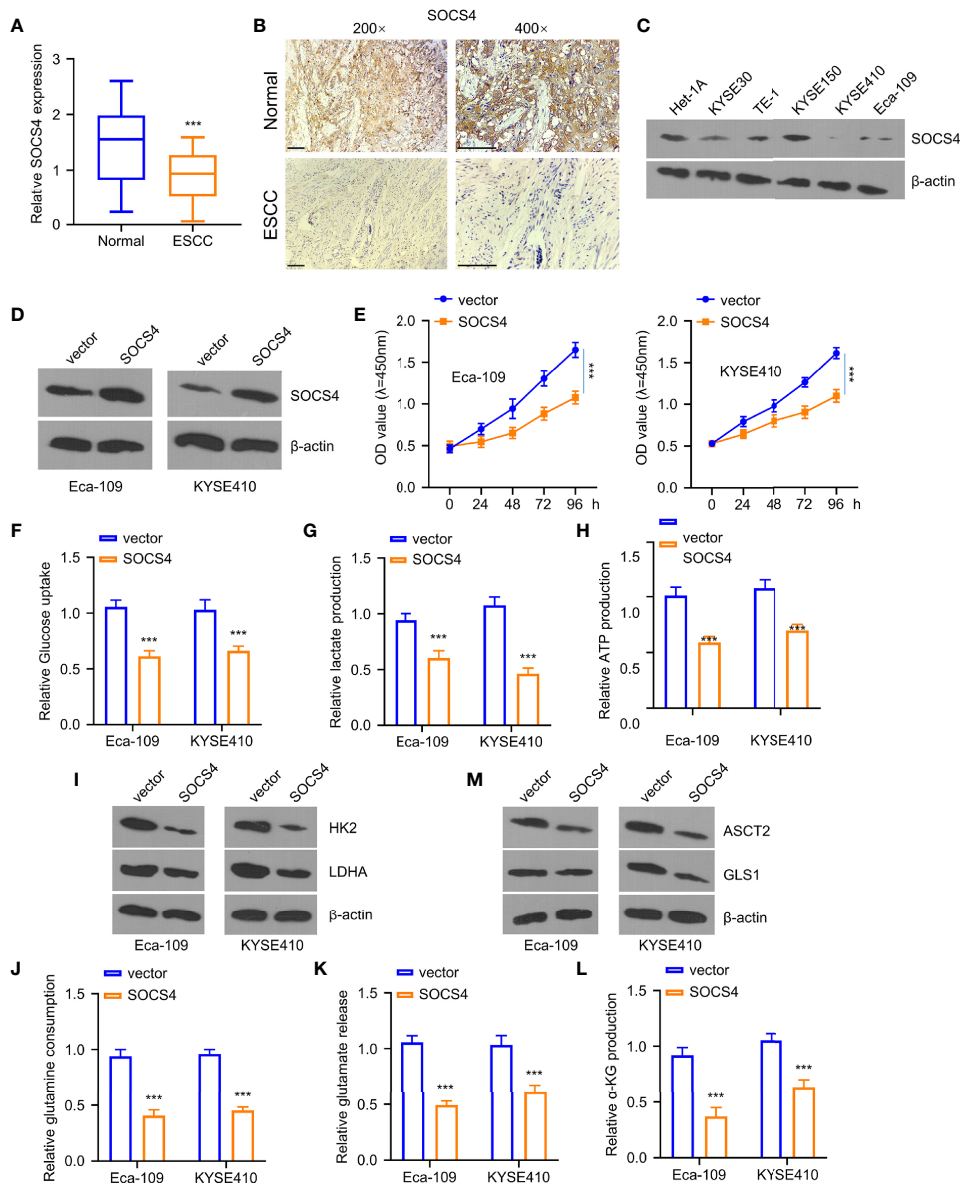 A
Relative SOCS4 expression
3
2
1
0
***
Normal
ESCC
B
SOCS4
200×
400×
Normal
ESCC
C
Het-1A
KYSE30
TE-1
KYSE150
KYSE410
Eca-109
SOCS4
β-actin
D
vector
SOCS4
vector
SOCS4
SOCS4
β-actin
Eca-109
KYSE410
E
vector
SOCS4
OD value (λ=450nm)
2.0
1.5
1.0
0.5
0.0
Eca-109
***
0 24 48 72 96 h
vector
SOCS4
OD value (λ=450nm)
2.0
1.5
1.0
0.5
0.0
KYSE410
***
0 24 48 72 96 h
F
vector
SOCS4
Relative Glucose uptake
1.5
1.0
0.5
0.0
***
***
Eca-109
KYSE410
G
vector
SOCS4
Relative lactate production
1.5
1.0
0.5
0.0
***
***
Eca-109
KYSE410
H
vector
SOCS4
Relative ATP production
1.5
1.0
0.5
0.0
***
***
Eca-109
KYSE410
I
vector
SOCS4
vector
SOCS4
HK2
LDHA
β-actin
Eca-109
KYSE410
M
vector
SOCS4
vector
SOCS4
ASCT2
GLS1
β-actin
Eca-109
KYSE410
J
vector
SOCS4
Relative glutamine consumption
1.5
1.0
0.5
0.0
***
***
Eca-109
KYSE410
K
vector
SOCS4
Relative glutamate release
1.5
1.0
0.5
0.0
***
***
Eca-109
KYSE410
L
vector
SOCS4
Relative α-KG production
1.5
1.0
0.5
0.0
***
***
Eca-109
KYSE410